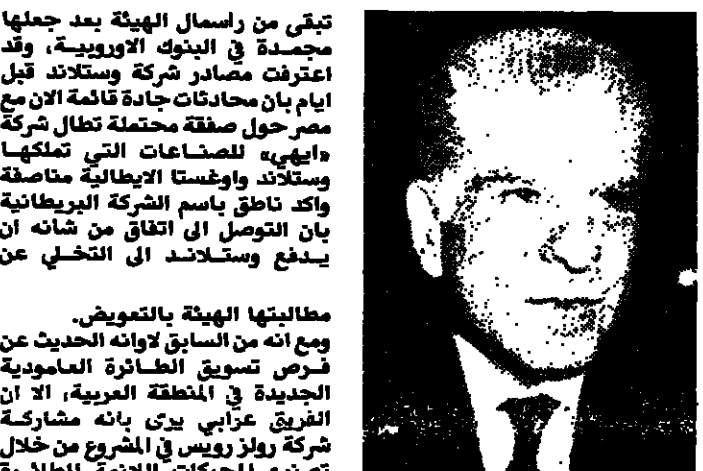 تبقى من راسمال الهيئة بعد جعلها
مجمدة في البنوك الاوروبية، وقد
اعترفت مصادر شركة وستلاند قبل
ايام بان محادثات جادة قائمة الان مع
مصر حول صفقة محتملة تطال شركة
«ايهي» للصناعات التي تملكها
وستلاند واوغستا الايطالية مناصفة
واكد ناطق باسم الشركة البريطانية
بان التوصل الى اتفاق من شانه ان
يدفع وستلاند الى التخلي عن
مطالبتها الهيئة بالتعويض.
ومع انه من السابق لاوانه الحديث عن
فرص تسويق الطائرة العامودية
الجديدة في المنطقة العربية، الا ان
الفريق عزابي يرى بانه مشاركة
شركة رولز رويس في المشروع من خلال